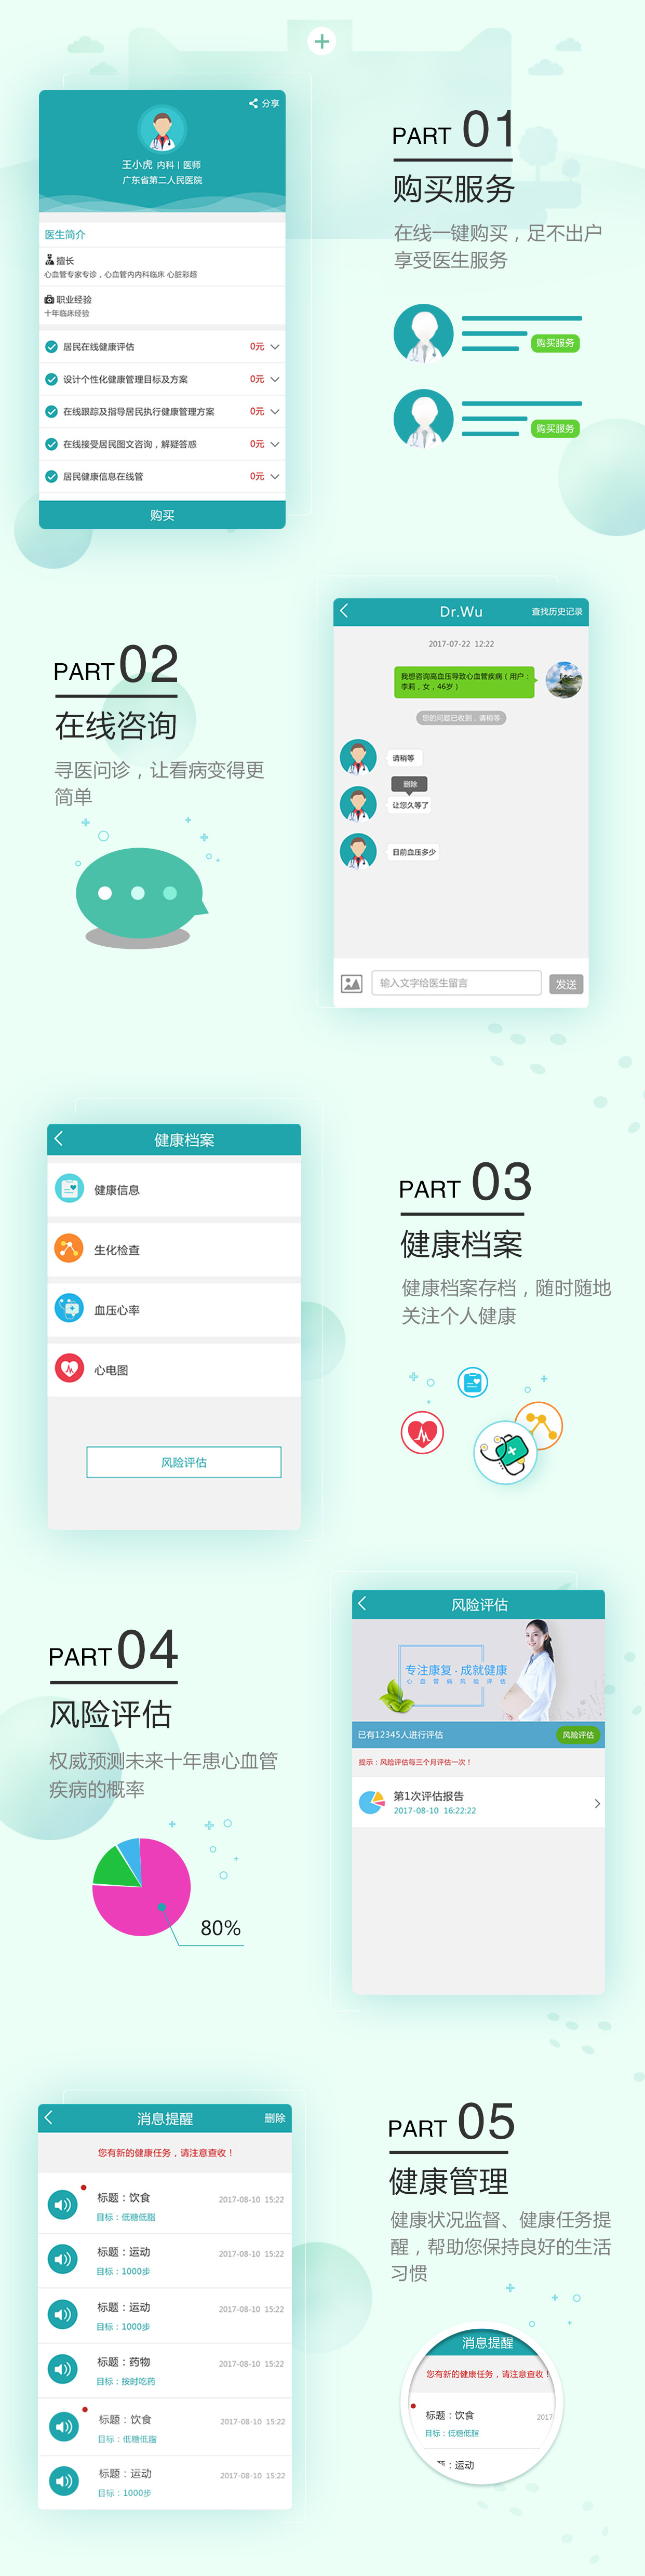 分享
王小虎 内科 | 医师
广东省第二人民医院
医生简介
擅长
心血管专家专诊，心血管内内科临床 心脏彩超
职业经验
十年临床经验
居民在线健康评估 0元
设计个性化健康管理目标及方案 0元
在线跟踪及指导居民执行健康管理方案 0元
在线接受居民图文咨询，解疑答惑 0元
居民健康信息在线管 0元
购买
PART 01
购买服务
在线一键购买，足不出户
享受医生服务
购买服务
购买服务
PART 02
在线咨询
寻医问诊，让看病变得更
简单
Dr.Wu 查找历史记录
2017-07-22 12:22
我想咨询高血压导致心血管疾病（用户：
李莉，女，46岁）
您的问题已收到，请稍等
请稍等
删除
让您久等了
目前血压多少
输入文字给医生留言 发送
健康档案
健康信息
生化检查
血压心率
心电图
风险评估
PART 03
健康档案
健康档案存档，随时随地
关注个人健康
PART 04
风险评估
权威预测未来十年患心血管
疾病的概率
80%
风险评估
专注康复 · 成就健康
心血管病风险评估
已有12345人进行评估 风险评估
提示：风险评估每三个月评估一次！
第1次评估报告
2017-08-10 16:22:22
消息提醒 删除
您有新的健康任务，请注意查收！
标题：饮食 2017-08-10 15:22
目标：低糖低脂
标题：运动 2017-08-10 15:22
目标：1000步
标题：运动 2017-08-10 15:22
目标：1000步
标题：药物 2017-08-10 15:22
目标：按时吃药
标题：饮食 2017-08-10 15:22
目标：低糖低脂
标题：运动 2017-08-10 15:22
目标：1000步
PART 05
健康管理
健康状况监督、健康任务提
醒，帮助您保持良好的生活
习惯
消息提醒
您有新的健康任务，请注意查收！
标题：饮食 2017-
目标：低糖低脂
标题：运动